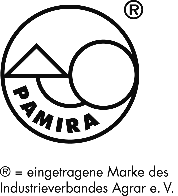 ®
PAMIRA
® = eingetragene Marke des
Industrieverbandes Agrar e. V.